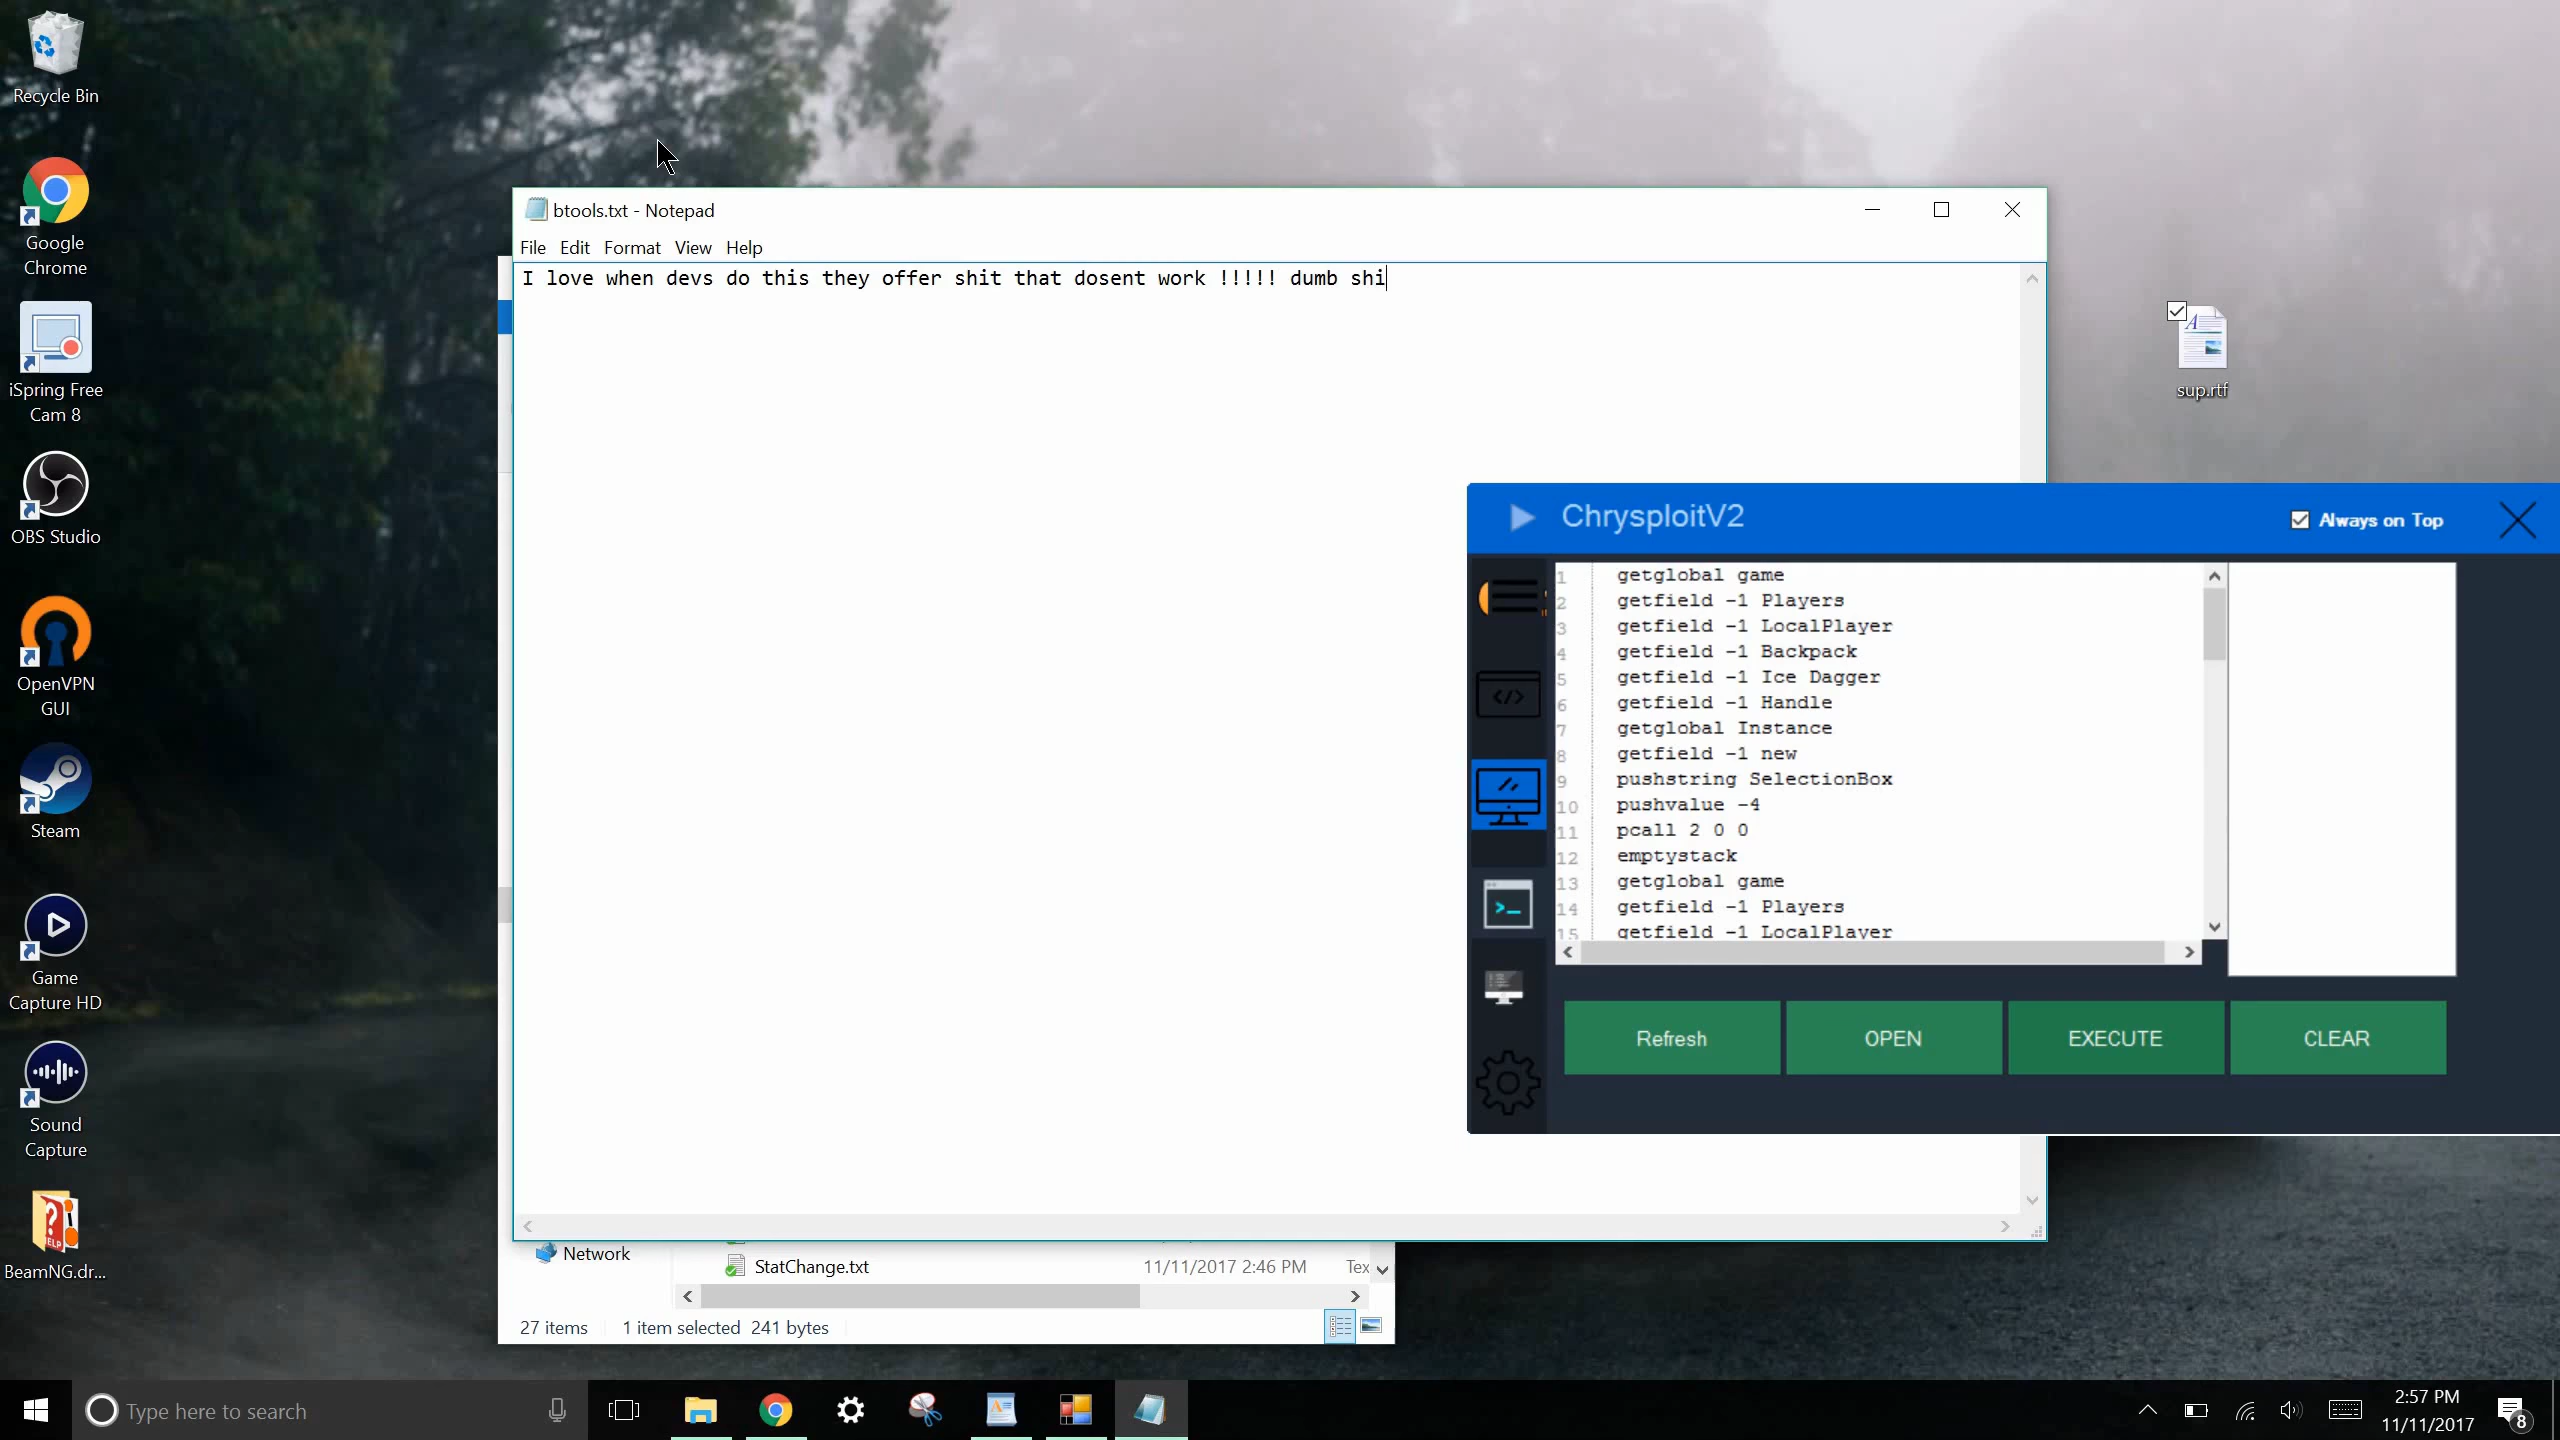 Recycle Bin
Google
Chrome
iSpring Free
Cam 8
OBS Studio
OpenVPN
GUI
Steam
Game
Capture HD
Sound
Capture
HELP
BeamNG.dr...
btools.txt - Notepad
File Edit Format View Help
I love when devs do this they offer shit that dosent work !!!!! dumb shi
sup.rtf
ChrysploitV2
Always on Top
1 getglobal game
2 getfield -1 Players
3 getfield -1 LocalPlayer
4 getfield -1 Backpack
5 getfield -1 Ice Dagger
6 getfield -1 Handle
7 getglobal Instance
8 getfield -1 new
9 pushstring SelectionBox
10 pushvalue -4
11 pcall 2 0 0
12 emptystack
13 getglobal game
14 getfield -1 Players
15 getfield -1 LocalPlayer
Refresh OPEN EXECUTE CLEAR
Network
StatChange.txt 11/11/2017 2:46 PM Tex
27 items 1 item selected 241 bytes
Type here to search
2:57 PM
11/11/2017
8